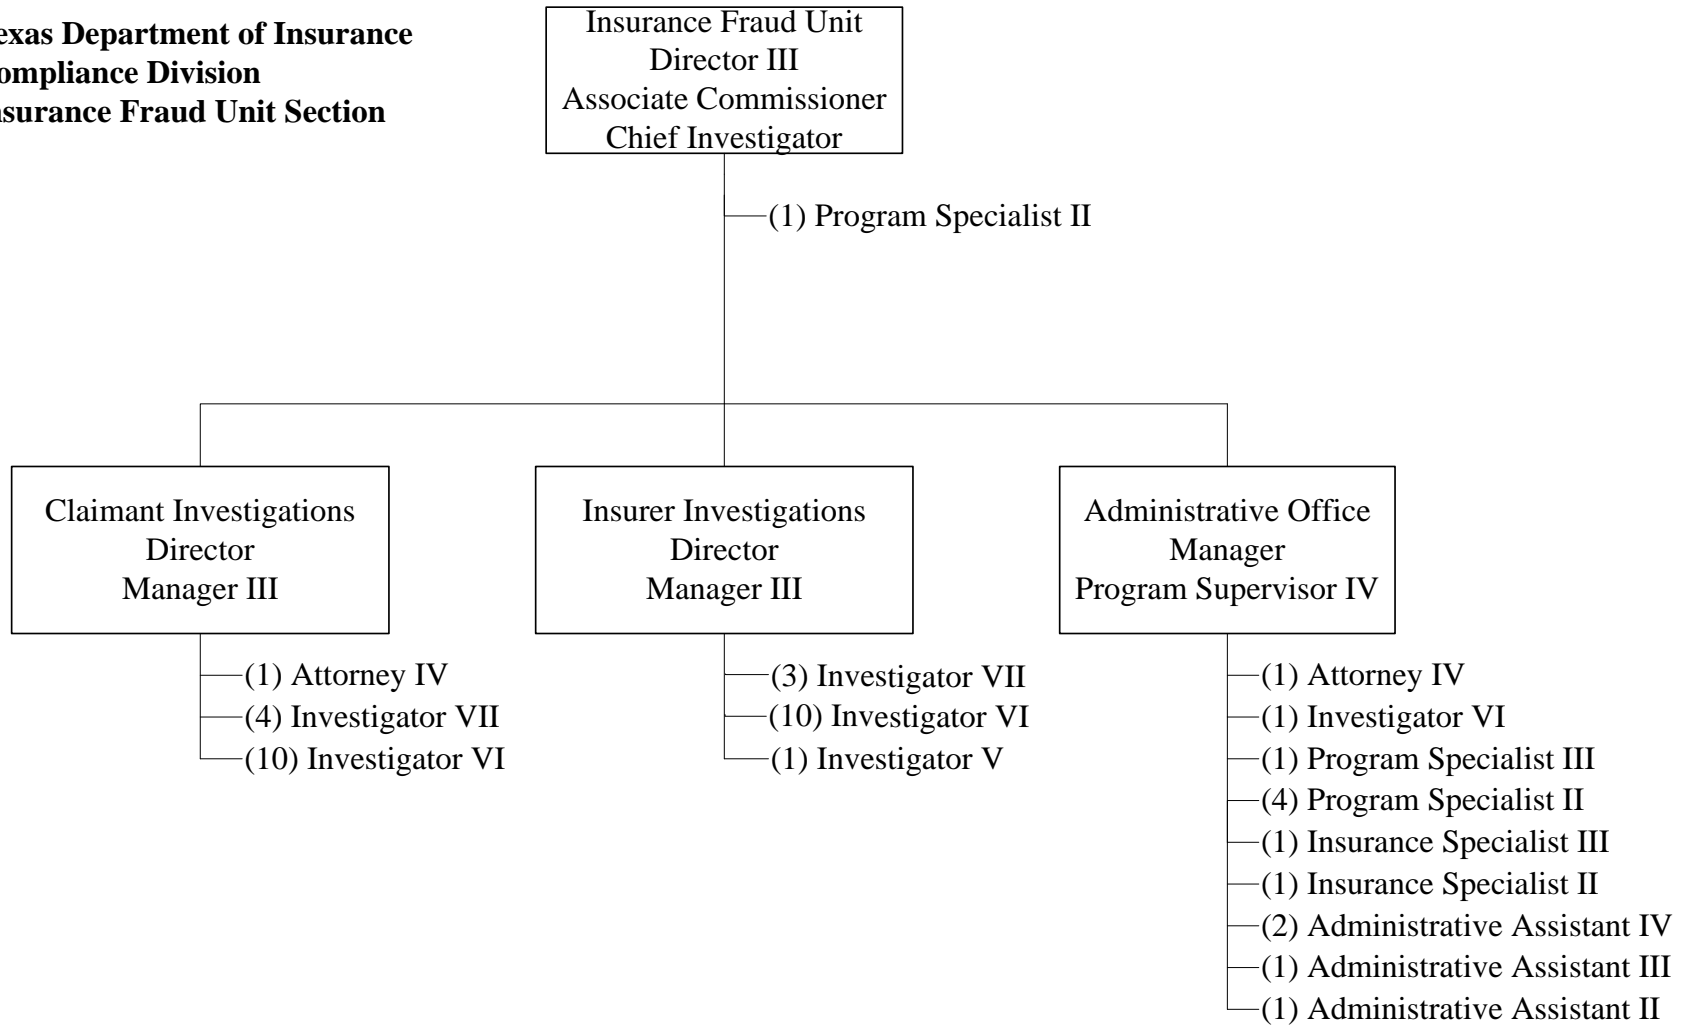 exas Department of Insurance
ompliance Division
nsurance Fraud Unit Section
Insurance Fraud Unit
Director III
Associate Commissioner
Chief Investigator
(1) Program Specialist II
Claimant Investigations
Director
Manager III
(1) Attorney IV
(4) Investigator VII
(10) Investigator VI
Insurer Investigations
Director
Manager III
(3) Investigator VII
(10) Investigator VI
(1) Investigator V
Administrative Office
Manager
Program Supervisor IV
(1) Attorney IV
(1) Investigator VI
(1) Program Specialist III
(4) Program Specialist II
(1) Insurance Specialist III
(1) Insurance Specialist II
(2) Administrative Assistant IV
(1) Administrative Assistant III
(1) Administrative Assistant II